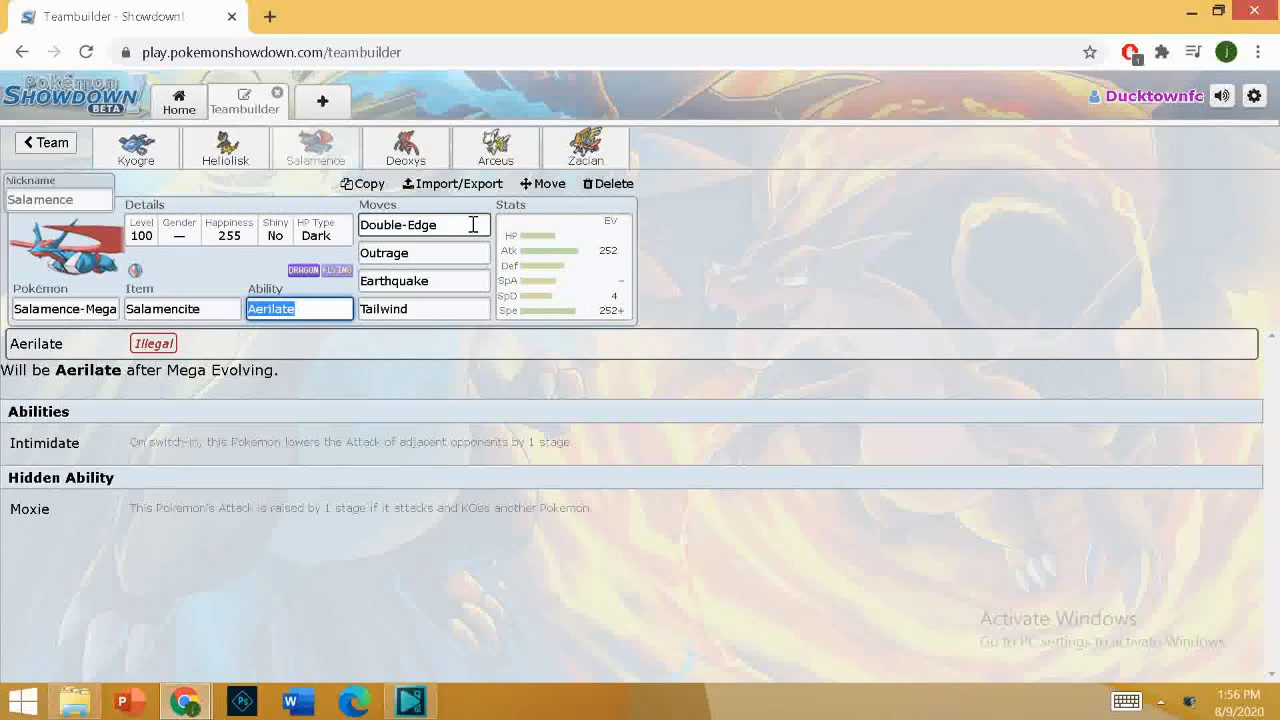 Teambuilder - Showdown!
play.pokemonshowdown.com/teambuilder
1
j
Pokémon
SHOWDOWN
BETA
Home
Teambuilder
Ducktownfc
Team
Kyogre
Heliolisk
Salamence
Deoxys
Arceus
Zacian
Nickname
Salamence
Copy
Import/Export
Move
Delete
Details
Level
100
Gender
—
Happiness
255
Shiny
No
HP Type
Dark
DRAGON FLYING
Pokémon
Salamence-Mega
Item
Salamencite
Ability
Aerilate
Moves
Double-Edge
Outrage
Earthquake
Tailwind
Stats
EV
HP
Atk 252
Def
SpA –
SpD 4
Spe 252+
Aerilate Illegal
Will be Aerilate after Mega Evolving.
Abilities
Intimidate On switch-in, this Pokemon lowers the Attack of adjacent opponents by 1 stage.
Hidden Ability
Moxie This Pokemon's Attack is raised by 1 stage if it attacks and KOes another Pokemon
Activate Windows
Go to PC settings to activate Windows.
P
Ps
W
1:56 PM
8/9/2020